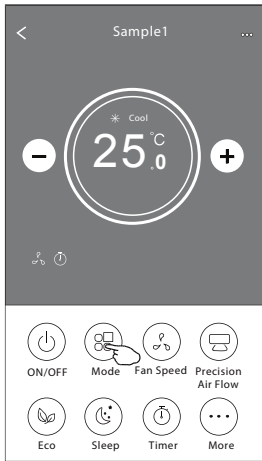 Sample1
...
Cool
25.0°C
ON/OFF
Mode
Fan Speed
Precision
Air Flow
Eco
Sleep
Timer
More